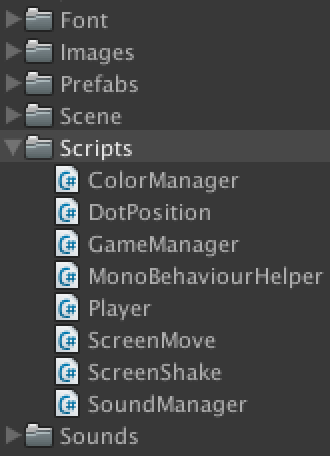 Font
Images
Prefabs
Scene
Scripts
C# ColorManager
C# DotPosition
C# GameManager
C# MonoBehaviourHelper
C# Player
C# ScreenMove
C# ScreenShake
C# SoundManager
Sounds